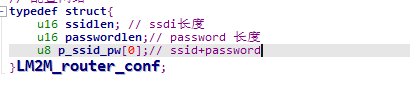 typedef struct{
u16 ssidlen; // ssdi长度
u16 passwordlen;// password 长度
u8 p_ssid_pw[0];// ssid+password
}LM2M_router_conf;